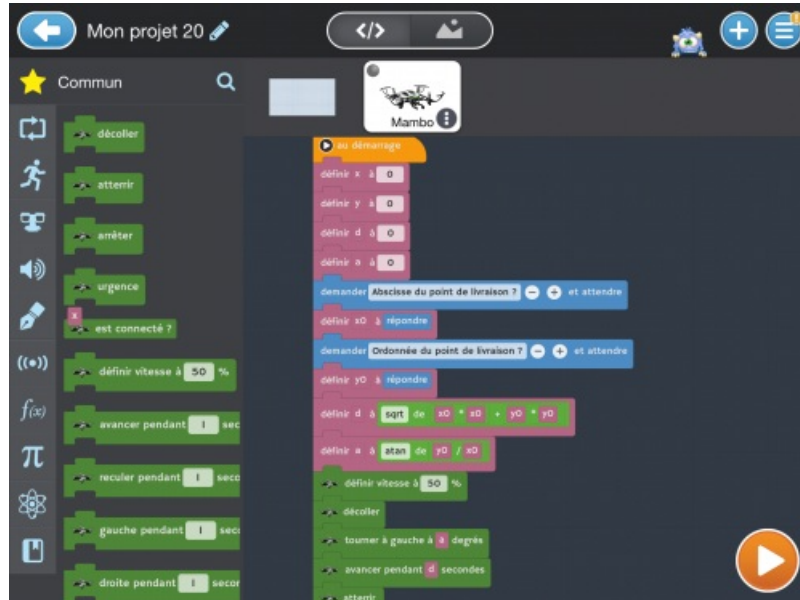 Mon projet 20
</>
Commun
décoller
atterrir
arrêter
urgence
x
est connecté ?
définir vitesse à 50 %
avancer pendant 1 sec
reculer pendant 1 seco
gauche pendant 1 sec
droite pendant 1 secor
((●))
f(x)
π
Mambo
au démarrage
définir x à 0
définir y à 0
définir d à 0
définir a à 0
demander Abscisse du point de livraison ? − + et attendre
définir x0 à répondre
demander Ordonnée du point de livraison ? − + et attendre
définir y0 à répondre
définir d à sqrt de x0 * x0 + y0 * y0
définir a à atan de y0 / x0
définir vitesse à 50 %
décoller
tourner à gauche à a degrés
avancer pendant d secondes
atterrir